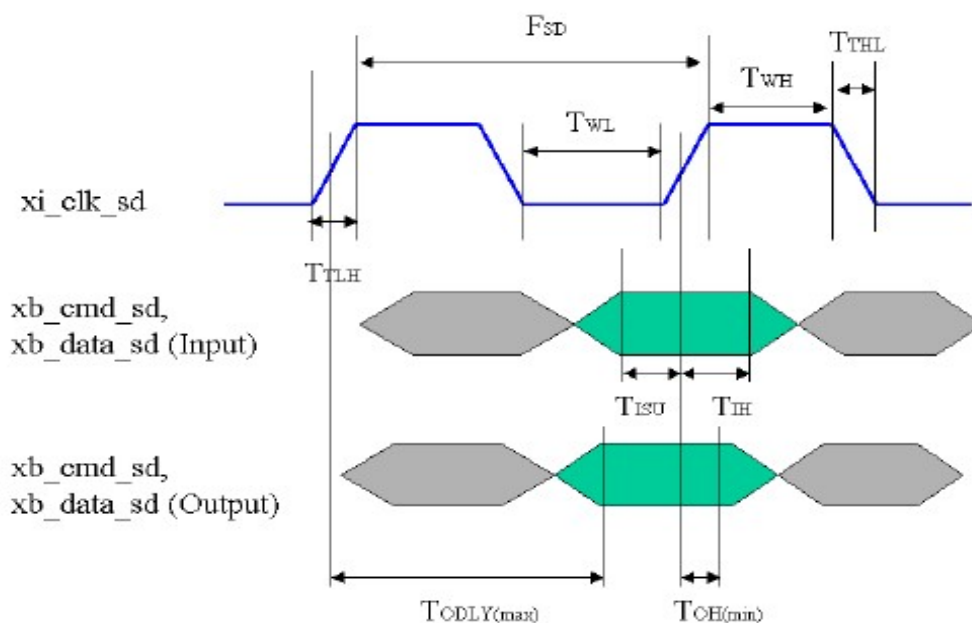 FSD
TTHL
TWH
TWL
xi_clk_sd
TTLH
xb_cmd_sd,
xb_data_sd (Input)
TISU
TIH
xb_cmd_sd,
xb_data_sd (Output)
TODLY(max)
TOH(min)